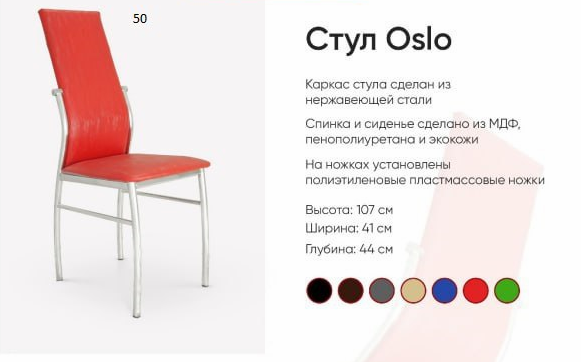 50
Стул Oslo
Каркас стула сделан из
нержавеющей стали
Спинка и сиденье сделано из МДФ,
пенополиуретана и экокожи
На ножках установлены
полиэтиленовые пластмассовые ножки
Высота: 107 см
Ширина: 41 см
Глубина: 44 см